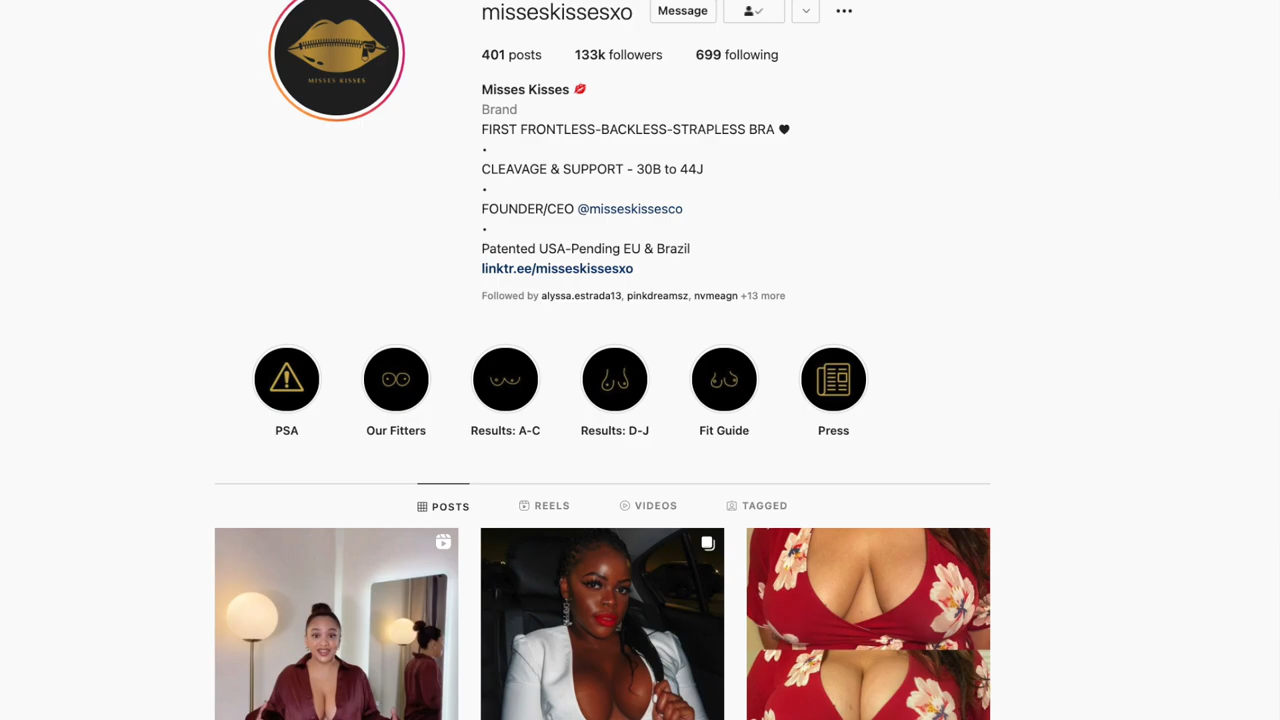 misseskissesxo Message
401 posts 133k followers 699 following
MISSES KISSES
Misses Kisses 💋
Brand
FIRST FRONTLESS-BACKLESS-STRAPLESS BRA 🖤
•
CLEAVAGE & SUPPORT - 30B to 44J
•
FOUNDER/CEO @misseskissesco
•
Patented USA-Pending EU & Brazil
linktr.ee/misseskissesxo
Followed by alyssa.estrada13, pinkdreamsz, nvmeagn +13 more
PSA Our Fitters Results: A-C Results: D-J Fit Guide Press
POSTS REELS VIDEOS TAGGED